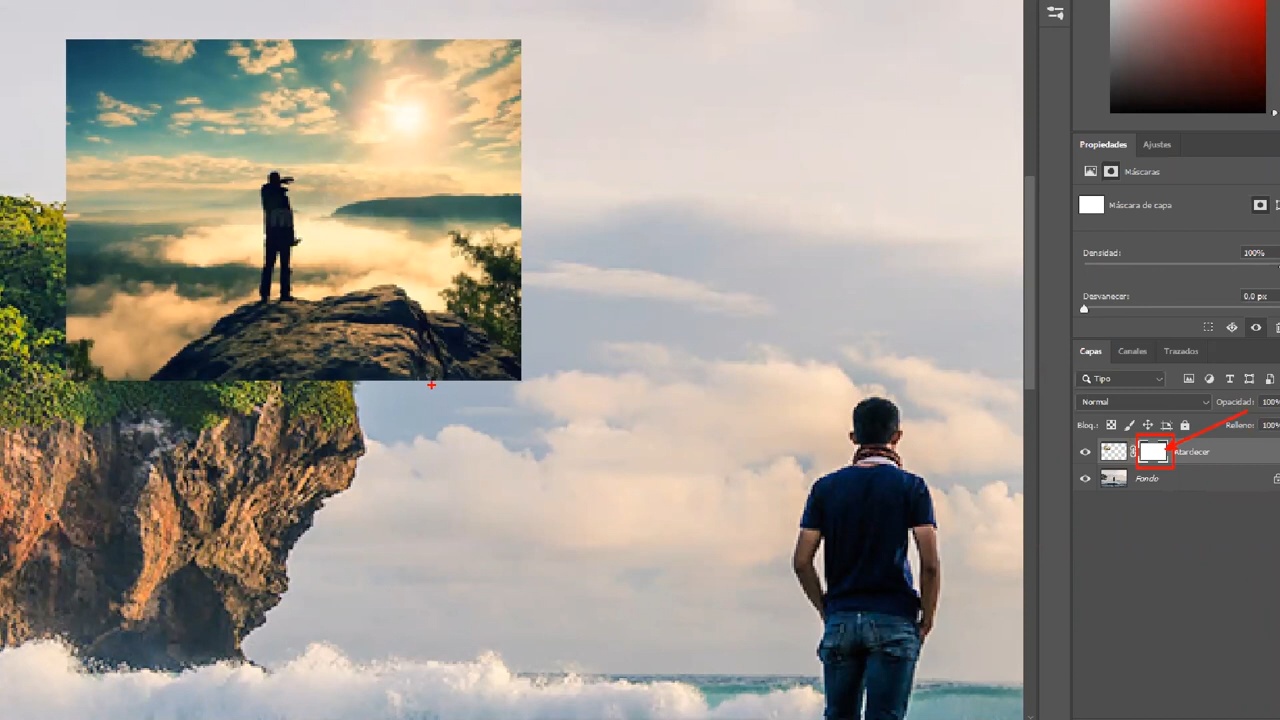 Propiedades Ajustes
Máscaras
Máscara de capa
Densidad: 100%
Desvanecer: 0,0 px
Capas Canales Trazados
Tipo
Normal Opacidad: 100%
Bloq.: Relleno: 100%
Atardecer
Fondo